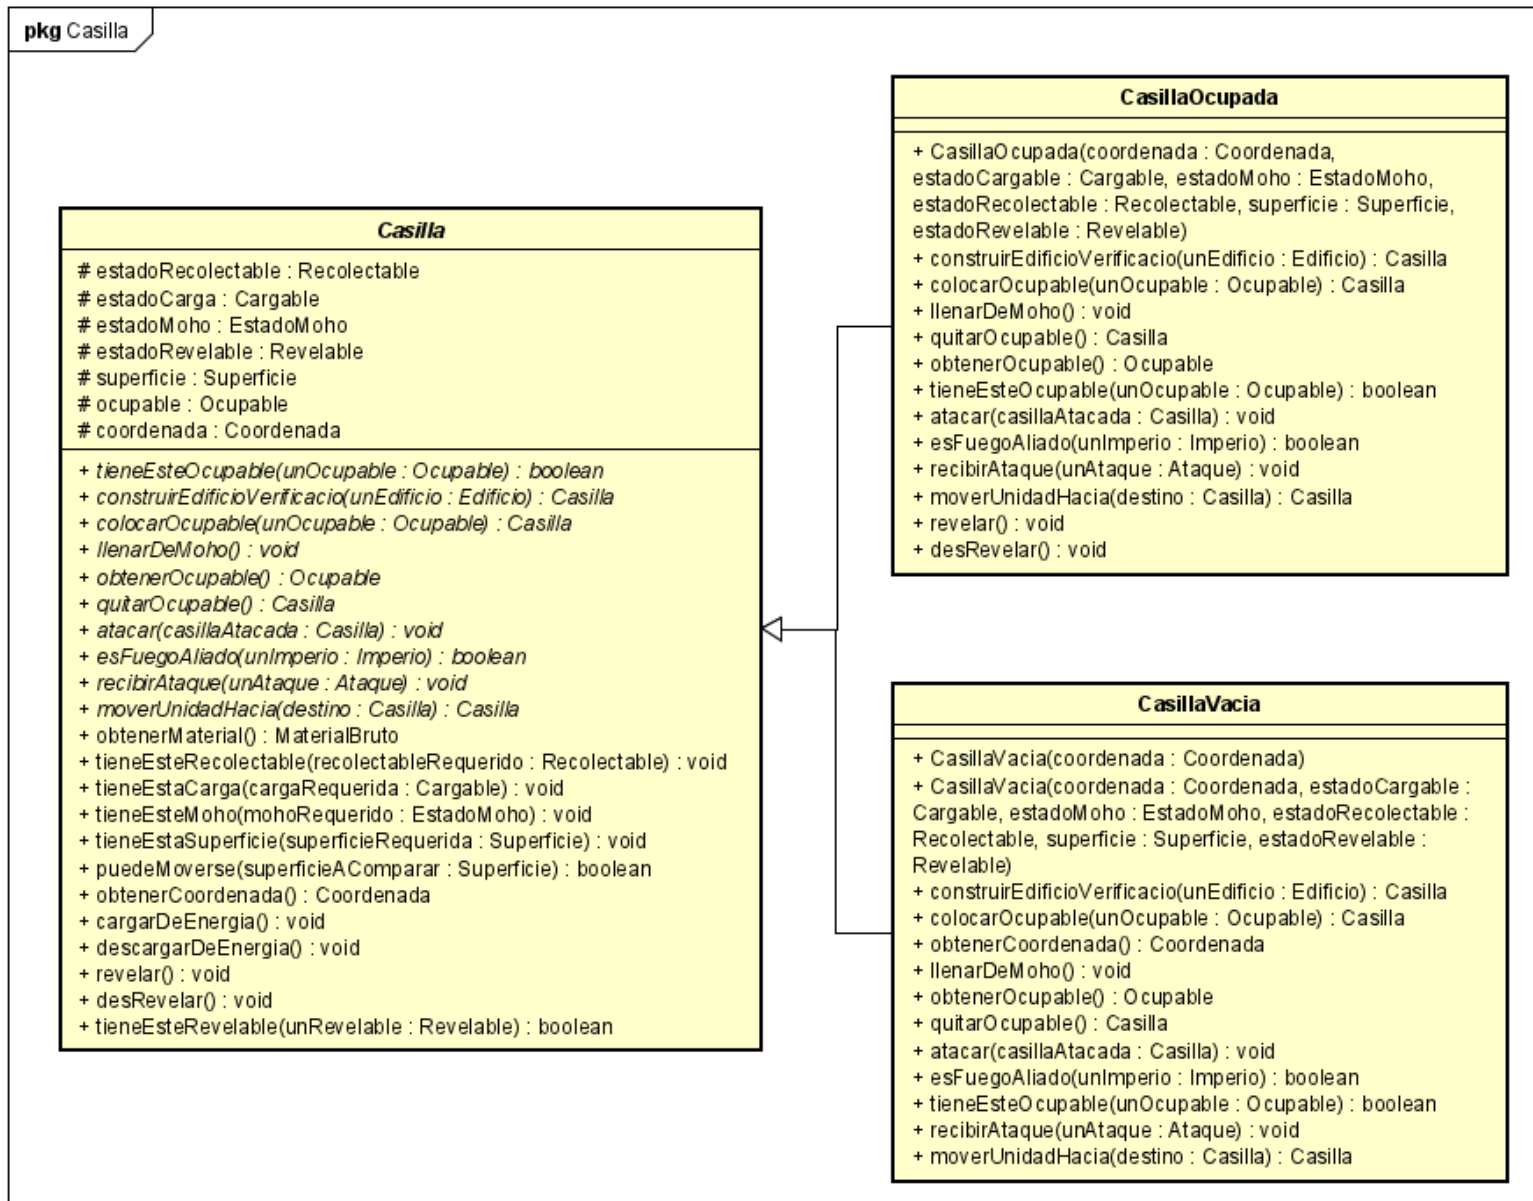 pkg Casilla
Casilla
# estadoRecolectable : Recolectable
# estadoCarga : Cargable
# estadoMoho : EstadoMoho
# estadoRevelable : Revelable
# superficie : Superficie
# ocupable : Ocupable
# coordenada : Coordenada
+ tieneEsteOcupable(unOcupable : Ocupable) : boolean
+ construirEdificioVerificacio(unEdificio : Edificio) : Casilla
+ colocarOcupable(unOcupable : Ocupable) : Casilla
+ llenarDeMoho() : void
+ obtenerOcupable() : Ocupable
+ quitarOcupable() : Casilla
+ atacar(casillaAtacada : Casilla) : void
+ esFuegoAliado(unImperio : Imperio) : boolean
+ recibirAtaque(unAtaque : Ataque) : void
+ moverUnidadHacia(destino : Casilla) : Casilla
+ obtenerMaterial() : MaterialBruto
+ tieneEsteRecolectable(recolectableRequerido : Recolectable) : void
+ tieneEstaCarga(cargaRequerida : Cargable) : void
+ tieneEsteMoho(mohoRequerido : EstadoMoho) : void
+ tieneEstaSuperficie(superficieRequerida : Superficie) : void
+ puedeMoverse(superficieAComparar : Superficie) : boolean
+ obtenerCoordenada() : Coordenada
+ cargarDeEnergia() : void
+ descargarDeEnergia() : void
+ revelar() : void
+ desRevelar() : void
+ tieneEsteRevelable(unRevelable : Revelable) : boolean
CasillaOcupada
+ CasillaOcupada(coordenada : Coordenada,
estadoCargable : Cargable, estadoMoho : EstadoMoho,
estadoRecolectable : Recolectable, superficie : Superficie,
estadoRevelable : Revelable)
+ construirEdificioVerificacio(unEdificio : Edificio) : Casilla
+ colocarOcupable(unOcupable : Ocupable) : Casilla
+ llenarDeMoho() : void
+ quitarOcupable() : Casilla
+ obtenerOcupable() : Ocupable
+ tieneEsteOcupable(unOcupable : Ocupable) : boolean
+ atacar(casillaAtacada : Casilla) : void
+ esFuegoAliado(unImperio : Imperio) : boolean
+ recibirAtaque(unAtaque : Ataque) : void
+ moverUnidadHacia(destino : Casilla) : Casilla
+ revelar() : void
+ desRevelar() : void
CasillaVacia
+ CasillaVacia(coordenada : Coordenada)
+ CasillaVacia(coordenada : Coordenada, estadoCargable :
Cargable, estadoMoho : EstadoMoho, estadoRecolectable :
Recolectable, superficie : Superficie, estadoRevelable :
Revelable)
+ construirEdificioVerificacio(unEdificio : Edificio) : Casilla
+ colocarOcupable(unOcupable : Ocupable) : Casilla
+ obtenerCoordenada() : Coordenada
+ llenarDeMoho() : void
+ obtenerOcupable() : Ocupable
+ quitarOcupable() : Casilla
+ atacar(casillaAtacada : Casilla) : void
+ esFuegoAliado(unImperio : Imperio) : boolean
+ tieneEsteOcupable(unOcupable : Ocupable) : boolean
+ recibirAtaque(unAtaque : Ataque) : void
+ moverUnidadHacia(destino : Casilla) : Casilla